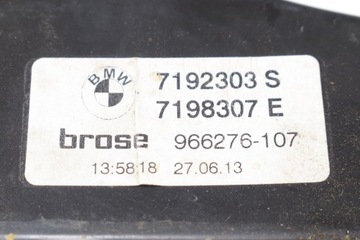 BMW
7192303 S
7198307 E
brose 966276-107
13:58:18 27.06.13